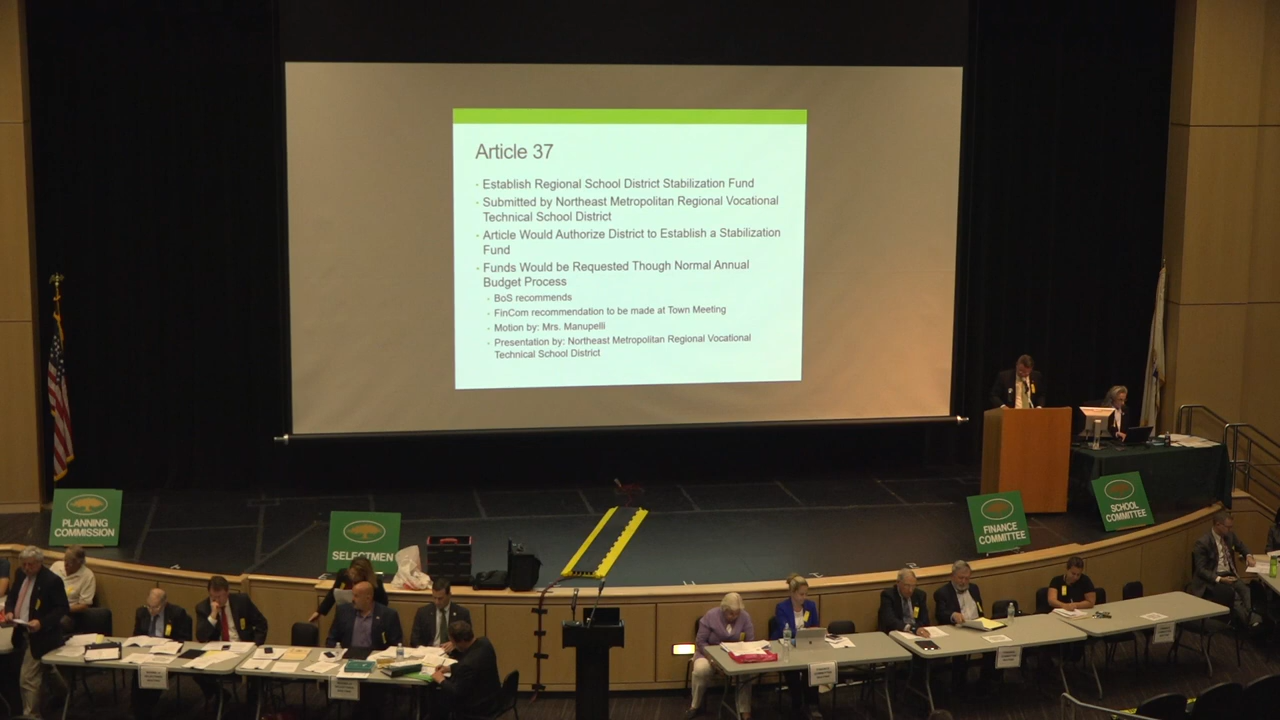 Article 37
Establish Regional School District Stabilization Fund
Submitted by Northeast Metropolitan Regional Vocational
Technical School District
Article Would Authorize District to Establish a Stabilization
Fund
Funds Would be Requested Though Normal Annual
Budget Process
BoS recommends
FinCom recommendation to be made at Town Meeting
Motion by: Mrs. Manupelli
Presentation by: Northeast Metropolitan Regional Vocational
Technical School District
PLANNING
COMMISSION
SELECTMEN
FINANCE
COMMITTEE
SCHOOL
COMMITTEE